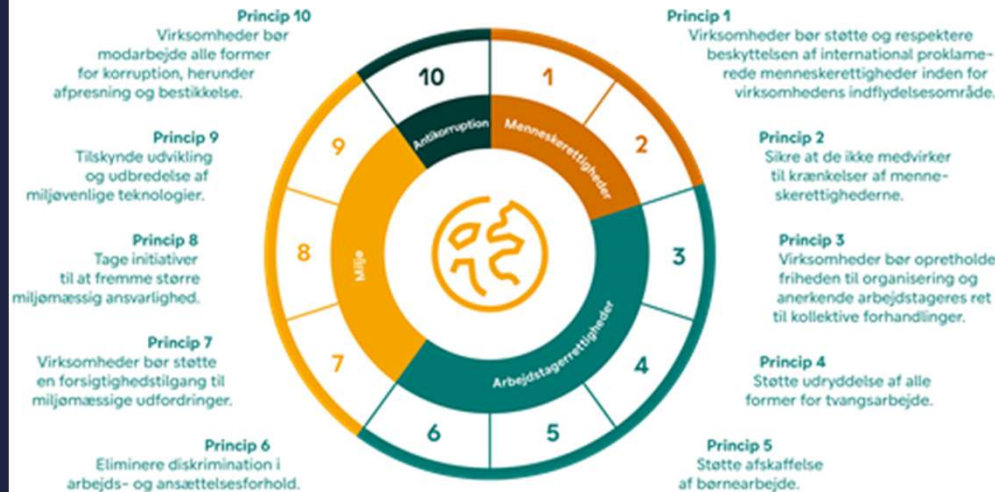 Princip 10
Virksomheder bør
modarbejde alle former
for korruption, herunder
afpresning og bestikkelse.
Princip 9
Tilskynde udvikling
og udbredelse af
miljøvenlige teknologier.
Princip 8
Tage initiativer
til at fremme større
miljømæssig ansvarlighed.
Princip 7
Virksomheder bør støtte
en forsigtighedstilgang til
miljømæssige udfordringer.
Princip 6
Eliminere diskrimination i
arbejds- og ansættelsesforhold.
10
1
2
3
4
5
6
7
8
9
Antikorruption
Menneskerettigheder
Arbejdstagerrettigheder
Miljø
Princip 1
Virksomheder bør støtte og respektere
beskyttelsen af international proklame-
rede menneskerettigheder inden for
virksomhedens indflydelsesområde.
Princip 2
Sikre at de ikke medvirker
til krænkelser af menne-
skerettighederne.
Princip 3
Virksomheder bør opretholde
friheden til organisering og
anerkende arbejdstageres ret
til kollektive forhandlinger.
Princip 4
Støtte udryddelse af alle
former for tvangsarbejde.
Princip 5
Støtte afskaffelse
af børnearbejde.